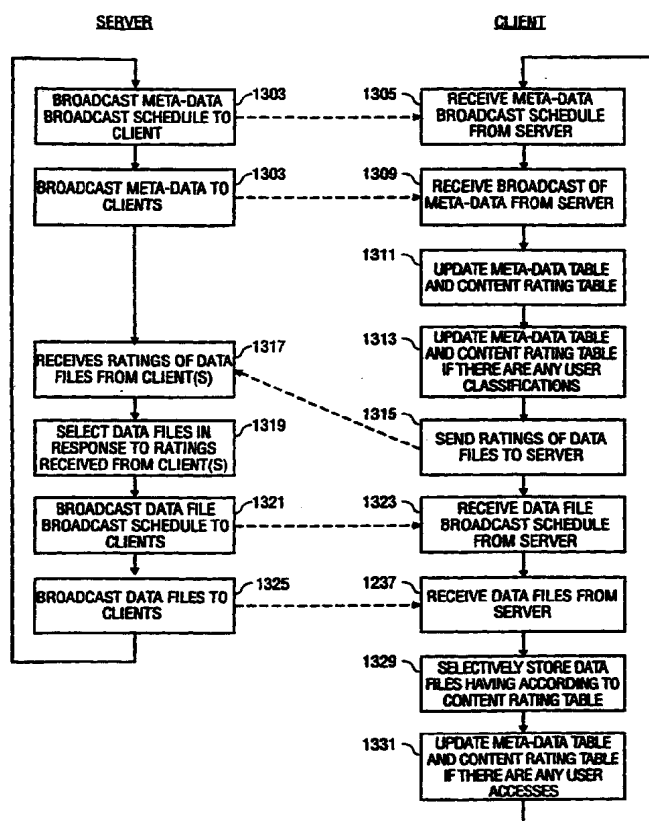 SERVER
CLIENT
1303
BROADCAST META-DATA
BROADCAST SCHEDULE TO
CLIENT
1305
RECEIVE META-DATA
BROADCAST SCHEDULE
FROM SERVER
1303
BROADCAST META-DATA TO
CLIENTS
1309
RECEIVE BROADCAST OF
META-DATA FROM SERVER
1311
UPDATE META-DATA TABLE
AND CONTENT RATING TABLE
1313
UPDATE META-DATA TABLE
AND CONTENT RATING TABLE
IF THERE ARE ANY USER
CLASSIFICATIONS
1317
RECEIVES RATINGS OF DATA
FILES FROM CLIENT(S)
1315
SEND RATINGS OF DATA
FILES TO SERVER
1319
SELECT DATA FILES IN
RESPONSE TO RATINGS
RECEIVED FROM CLIENT(S)
1321
BROADCAST DATA FILE
BROADCAST SCHEDULE TO
CLIENTS
1323
RECEIVE DATA FILE
BROADCAST SCHEDULE
FROM SERVER
1325
BROADCAST DATA FILES TO
CLIENTS
1237
RECEIVE DATA FILES FROM
SERVER
1329
SELECTIVELY STORE DATA
FILES HAVING ACCORDING TO
CONTENT RATING TABLE
1331
UPDATE META-DATA TABLE
AND CONTENT RATING TABLE
IF THERE ARE ANY USER
ACCESSES